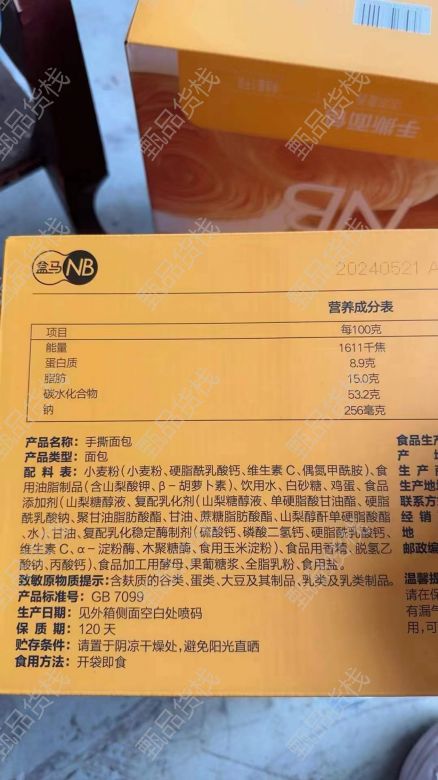 手撕面包
NB
盒马NB
20240521 A
营养成分表
项目 每100克
能量 1611千焦
蛋白质 8.9克
脂肪 15.0克
碳水化合物 53.2克
钠 256毫克
产品名称：手撕面包
产品类型：面包
配 料 表：小麦粉（小麦粉、硬脂酰乳酸钙、维生素C、偶氮甲酰胺）、食
用油脂制品（含山梨酸钾、β-胡萝卜素）、饮用水、白砂糖、鸡蛋、食品
添加剂（山梨糖醇液、复配乳化剂（山梨糖醇液、单硬脂酸甘油酯、硬脂
酰乳酸钠、聚甘油脂肪酸酯、甘油、蔗糖脂肪酸酯、山梨醇酐单硬脂酸酯
、水）、甘油、复配乳化稳定酶制剂（硫酸钙、磷酸二氢钙、硬脂酰乳酸钙、
维生素C、α-淀粉酶、木聚糖酶、食用玉米淀粉）、食品用香精、脱氢乙
酸钠、丙酸钙）、食品加工用酵母、果葡糖浆、全脂乳粉、食用盐。
致敏原物质提示：含麸质的谷类、蛋类、大豆及其制品、乳类及乳类制品。
产品标准号：GB 7099
生产日期：见外箱侧面空白处喷码
保 质 期：120天
贮存条件：请置于阴凉干燥处，避免阳光直晒
食用方法：开袋即食
食品生产
产 地
生 产 商
生产地址
经 销
地
邮政编
温馨提
请在保
有漏气
用，可
甄品货栈